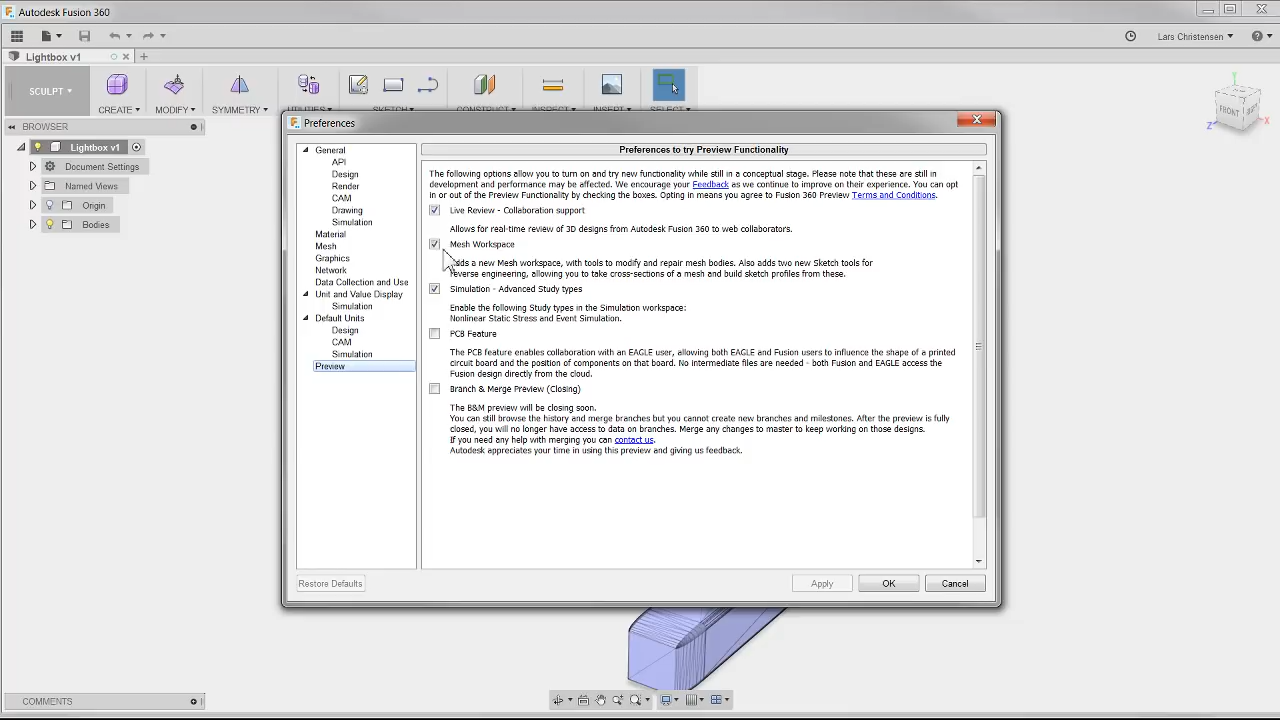 Autodesk Fusion 360
Lars Christensen
Lightbox v1
SCULPT
CREATE
MODIFY
SYMMETRY
UTILITIES
SKETCH
CONSTRUCT
INSPECT
INSERT
SELECT
BROWSER
Lightbox v1
Document Settings
Named Views
Origin
Bodies
Y
FRONT
Z
X
Preferences
General
API
Design
Render
CAM
Drawing
Simulation
Material
Mesh
Graphics
Network
Data Collection and Use
Unit and Value Display
Simulation
Default Units
Design
CAM
Simulation
Preview
Preferences to try Preview Functionality
The following options allow you to turn on and try new functionality while still in a conceptual stage. Please note that these are still in
development and performance may be affected. We encourage your Feedback as we continue to improve on their experience. You can opt
in or out of the Preview Functionality by checking the boxes. Opting in means you agree to Fusion 360 Preview Terms and Conditions.
Live Review - Collaboration support
Allows for real-time review of 3D designs from Autodesk Fusion 360 to web collaborators.
Mesh Workspace
Adds a new Mesh workspace, with tools to modify and repair mesh bodies. Also adds two new Sketch tools for
reverse engineering, allowing you to take cross-sections of a mesh and build sketch profiles from these.
Simulation - Advanced Study types
Enable the following Study types in the Simulation workspace:
Nonlinear Static Stress and Event Simulation.
PCB Feature
The PCB feature enables collaboration with an EAGLE user, allowing both EAGLE and Fusion users to influence the shape of a printed
circuit board and the position of components on that board. No intermediate files are needed - both Fusion and EAGLE access the
Fusion design directly from the cloud.
Branch & Merge Preview (Closing)
The B&M preview will be closing soon.
You can still browse the history and merge branches but you cannot create new branches and milestones. After the preview is fully
closed, you will no longer have access to data on branches. Merge any changes to master to keep working on those designs.
If you need any help with merging you can contact us.
Autodesk appreciates your time in using this preview and giving us feedback.
Restore Defaults
Apply
OK
Cancel
COMMENTS